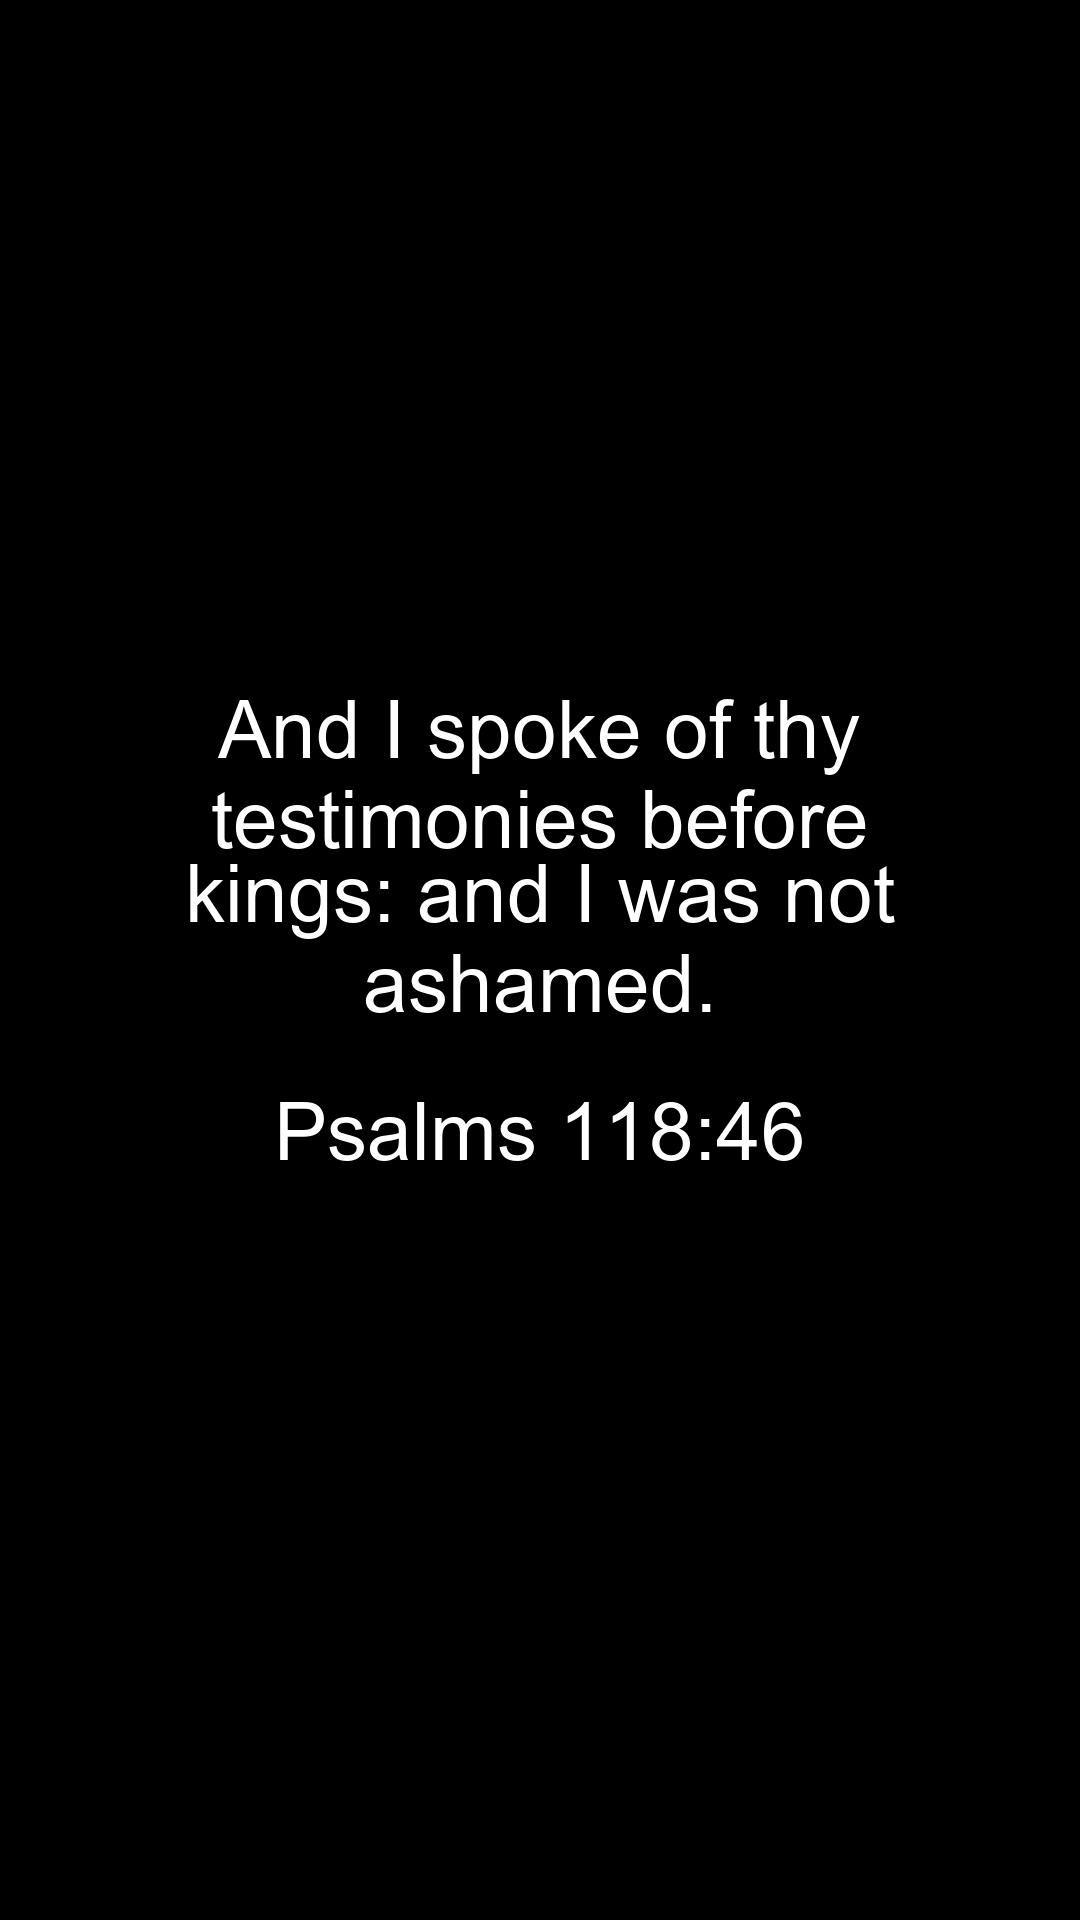 And I spoke of thy
testimonies before
kings: and I was not
ashamed.
Psalms 118:46